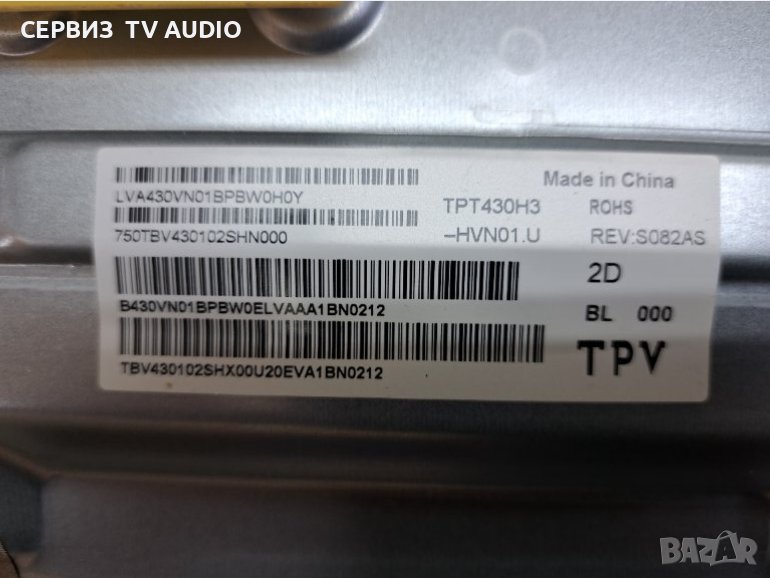 СЕРВИЗ TV AUDIO
Made in China
LVA430VN01BPBW0H0Y
TPT430H3
ROHS
750TBV430102SHN000
–HVN01.U
REV:S082AS
2D
B430VN01BPBW0ELVAAA1BN0212
BL 000
TPV
TBV430102SHX00U20EVA1BN0212
BAZAR